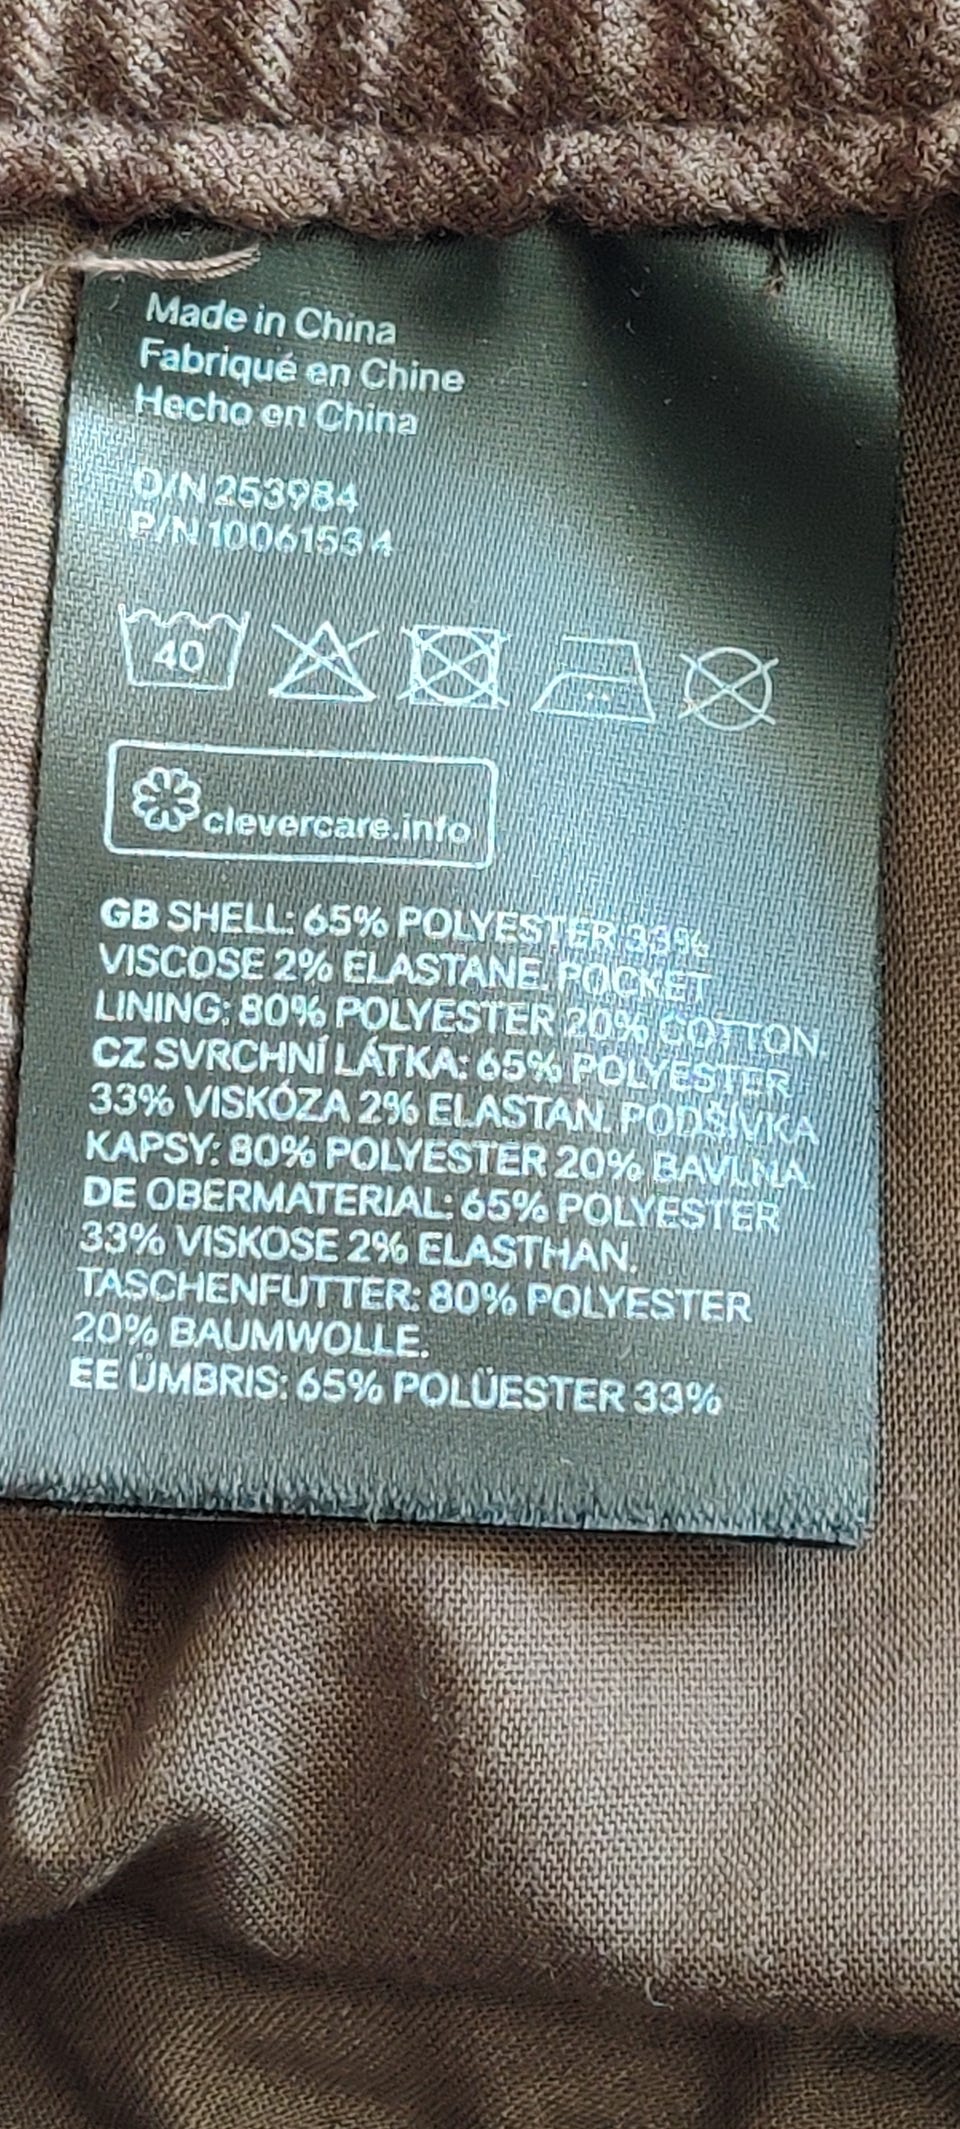 Made in China
Fabriqué en Chine
Hecho en China
O/N 253984
P/N 10061534
40
clevercare.info
GB SHELL: 65% POLYESTER 33%
VISCOSE 2% ELASTANE. POCKET
LINING: 80% POLYESTER 20% COTTON.
CZ SVRCHNÍ LÁTKA: 65% POLYESTER
33% VISKÓZA 2% ELASTAN. PODŠÍVKA
KAPSY: 80% POLYESTER 20% BAVLNA.
DE OBERMATERIAL: 65% POLYESTER
33% VISKOSE 2% ELASTHAN.
TASCHENFUTTER: 80% POLYESTER
20% BAUMWOLLE.
EE ÜMBRIS: 65% POLÜESTER 33%